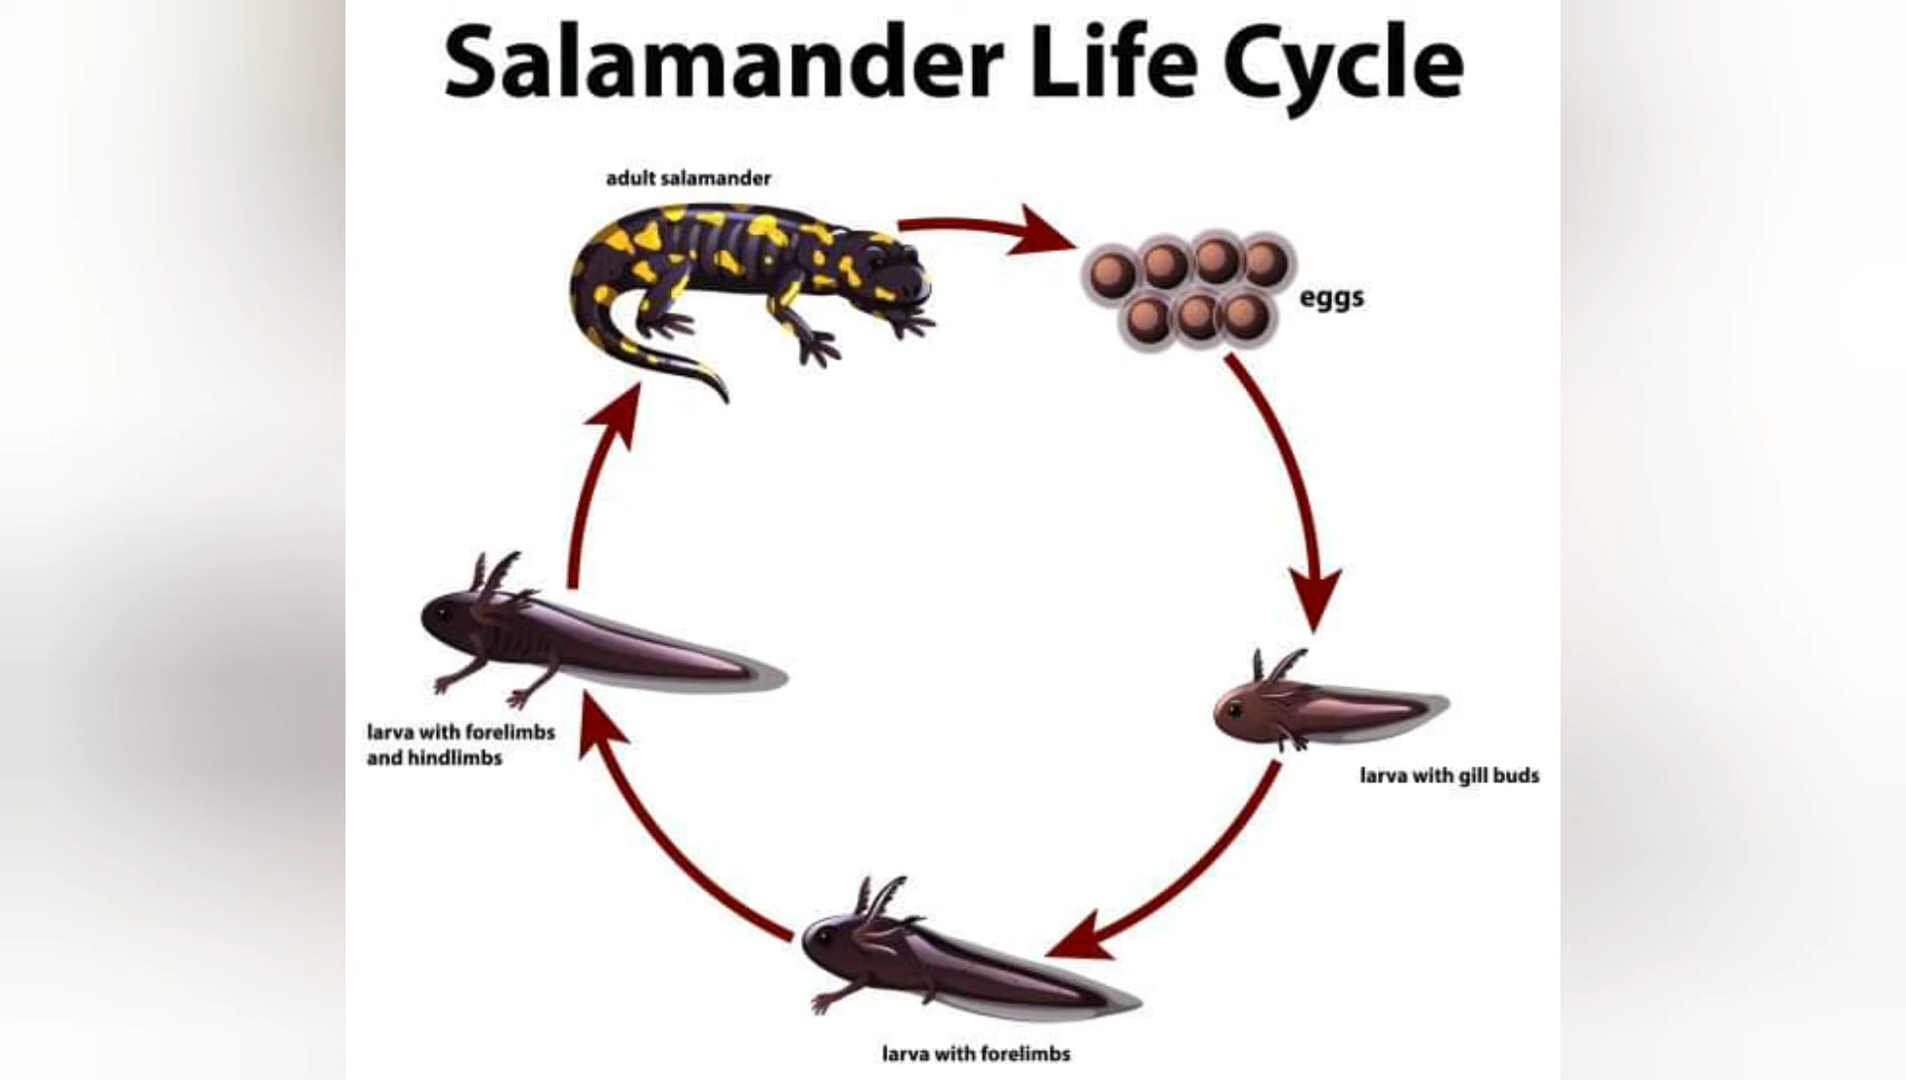 Salamander Life Cycle
adult salamander
eggs
larva with forelimbs
and hindlimbs
larva with gill buds
larva with forelimbs